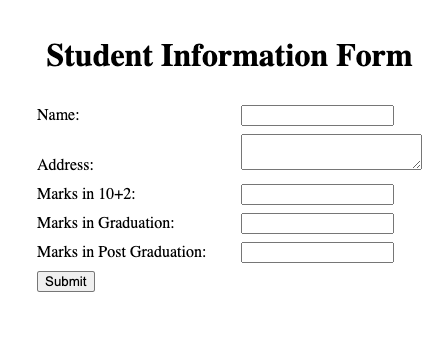 Student Information Form
Name:
Address:
Marks in 10+2:
Marks in Graduation:
Marks in Post Graduation:
Submit